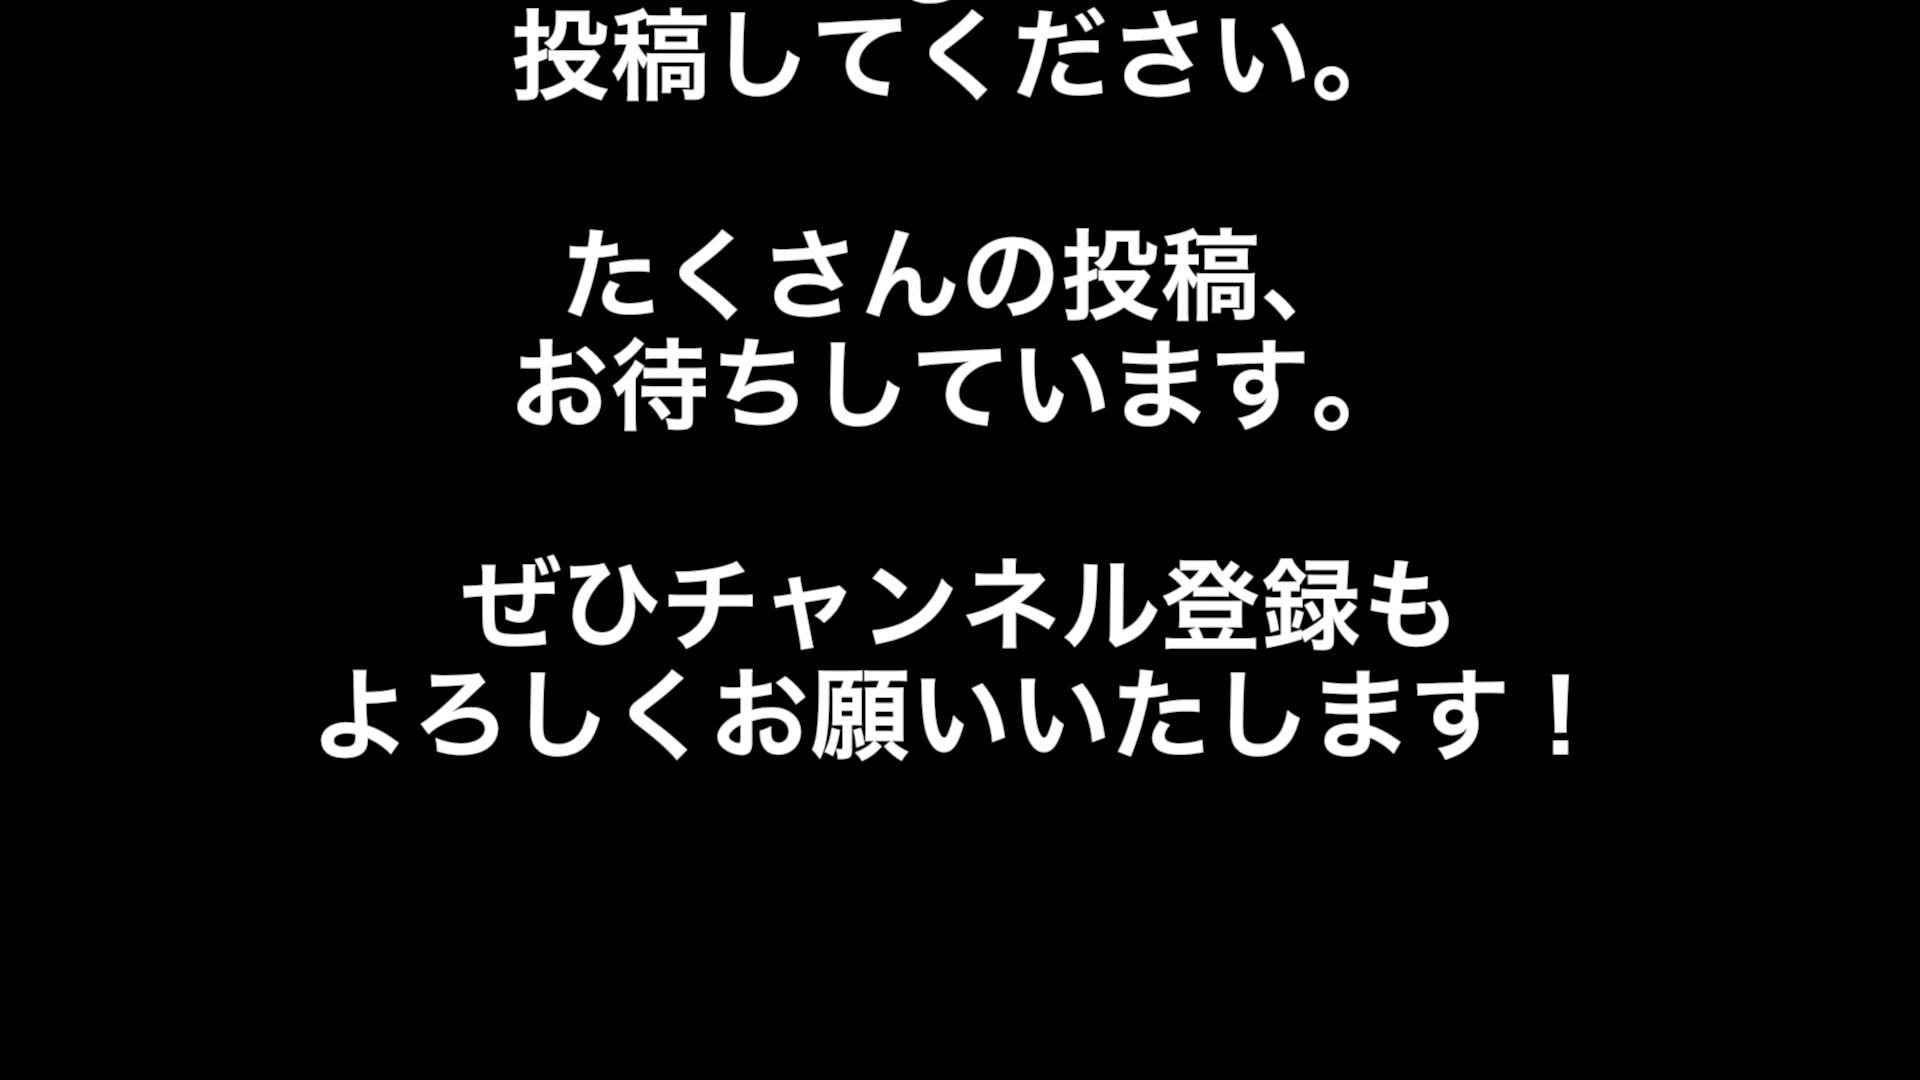 投稿してください。
たくさんの投稿、
お待ちしています。
ぜひチャンネル登録も
よろしくお願いいたします！